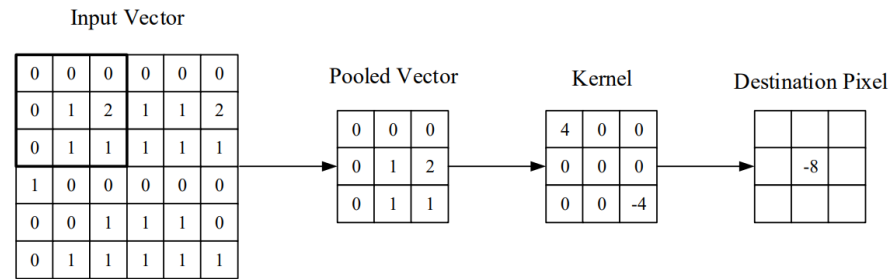 Input Vector
Pooled Vector
Kernel
Destination Pixel
0 0 0 0 0 0
0 1 2 1 1 2
0 1 1 1 1 1
1 0 0 0 0 0
0 0 1 1 1 0
0 1 1 1 1 1
0 0 0
0 1 2
0 1 1
4 0 0
0 0 0
0 0 -4
-8